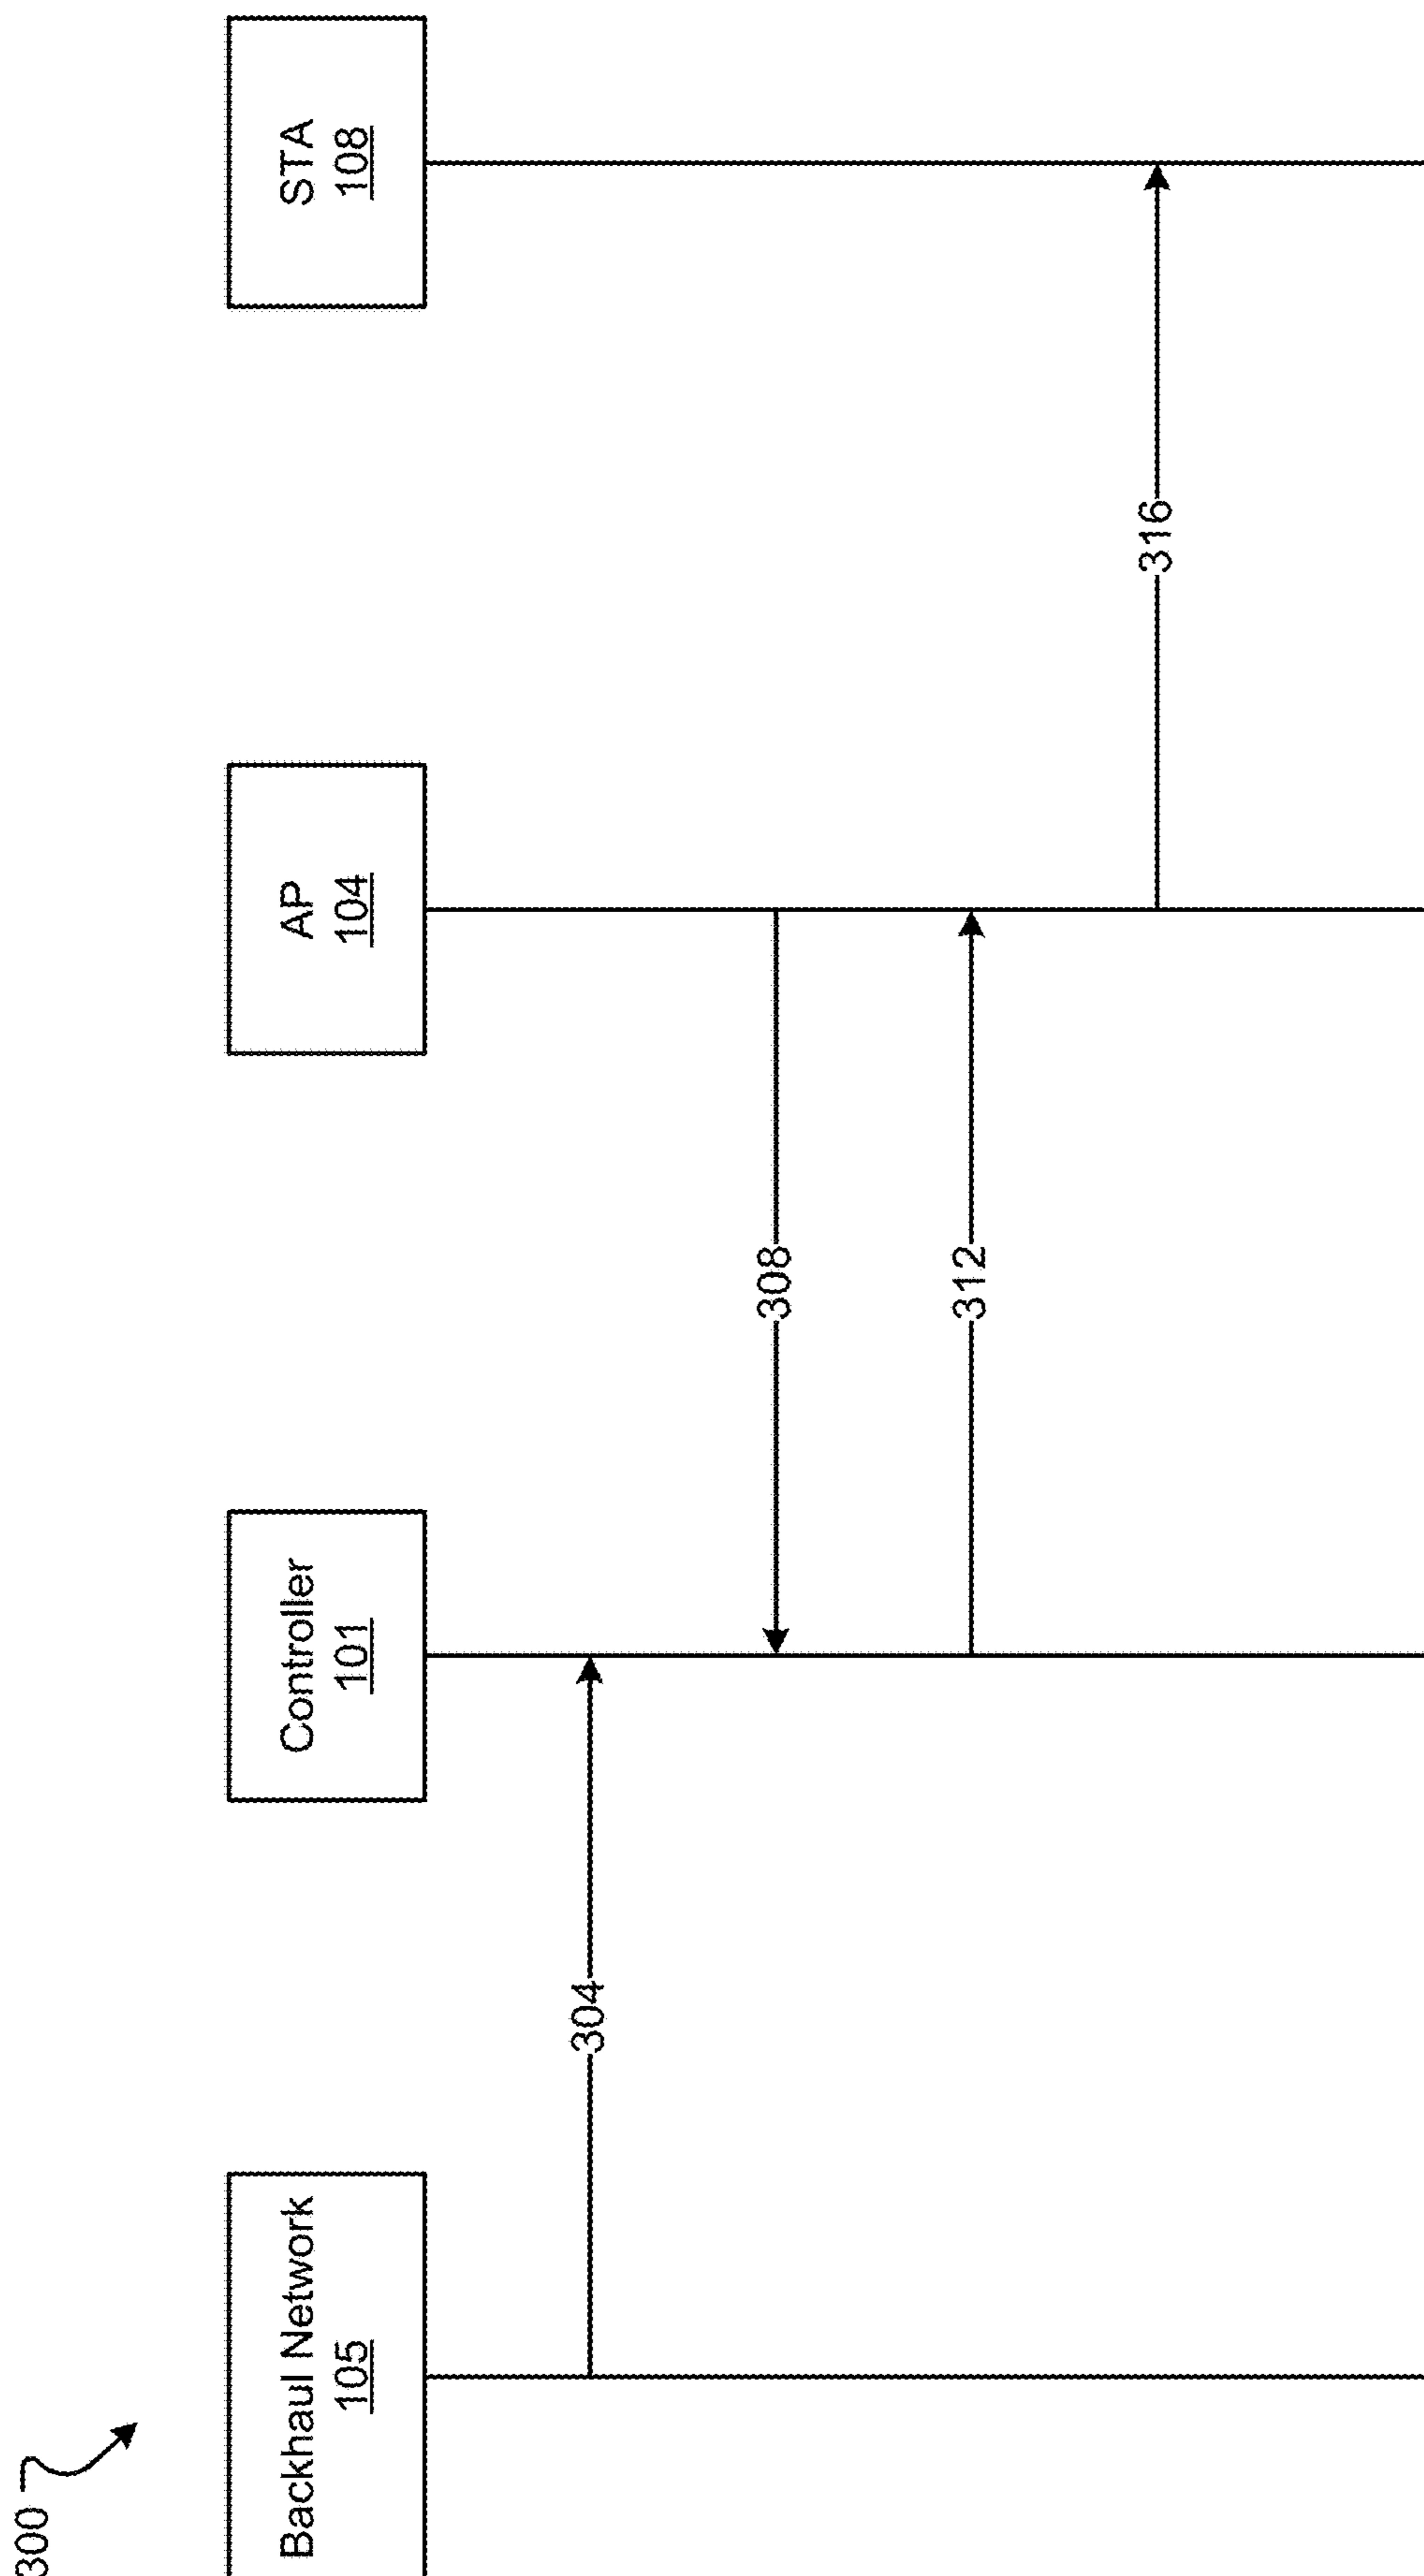 300
Backhaul Network
105
Controller
101
AP
104
STA
108
304
308
312
316